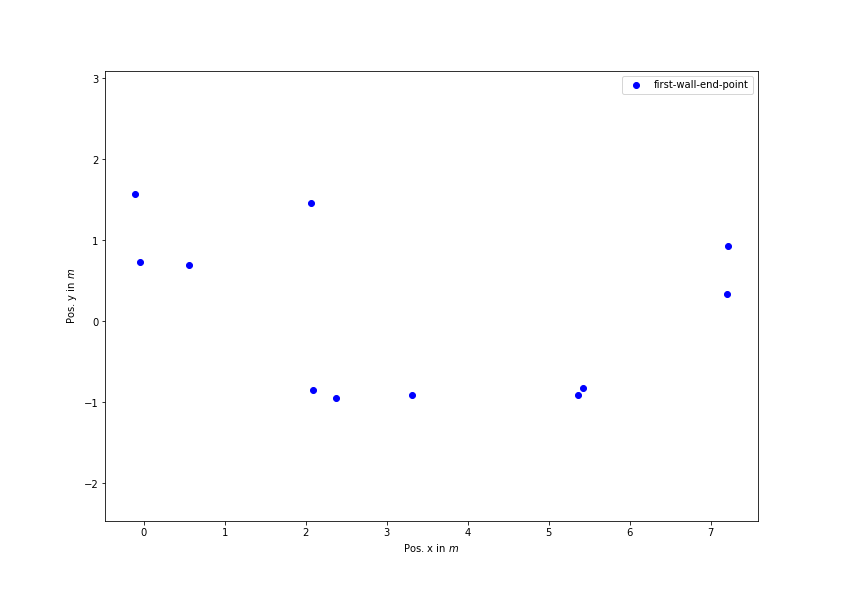 first-wall-end-point
3
2
1
0
−1
−2
Pos. y in m
0 1 2 3 4 5 6 7
Pos. x in m